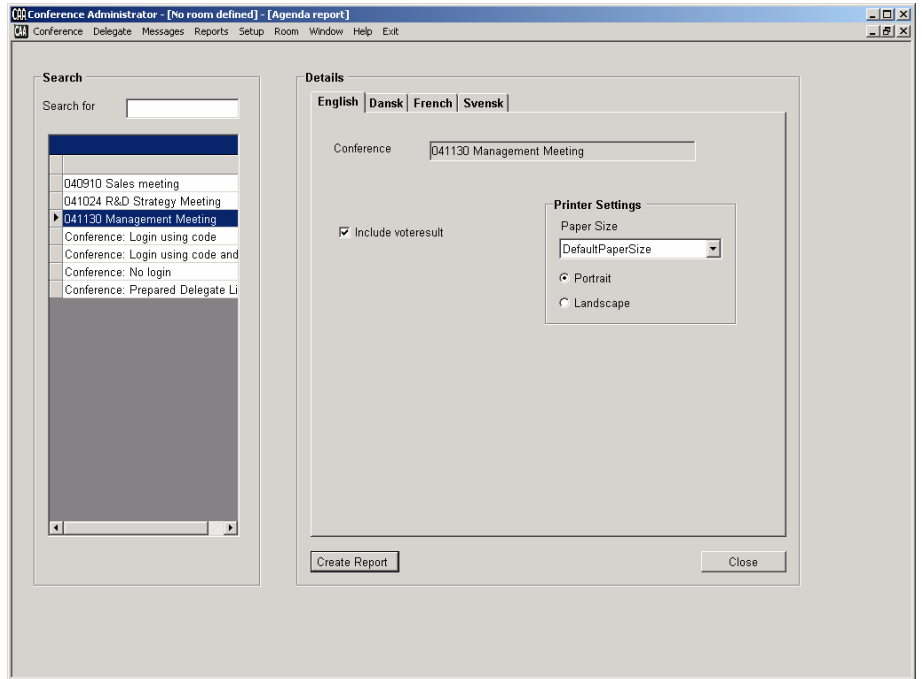 CAA Conference Administrator - [No room defined] - [Agenda report]
CAA Conference Delegate Messages Reports Setup Room Window Help Exit
Search
Search for
040910 Sales meeting
041024 R&D Strategy Meeting
041130 Management Meeting
Conference: Login using code
Conference: Login using code and
Conference: No login
Conference: Prepared Delegate Li
Details
English Dansk French Svensk
Conference 041130 Management Meeting
Include voteresult
Printer Settings
Paper Size
DefaultPaperSize
Portrait
Landscape
Create Report Close